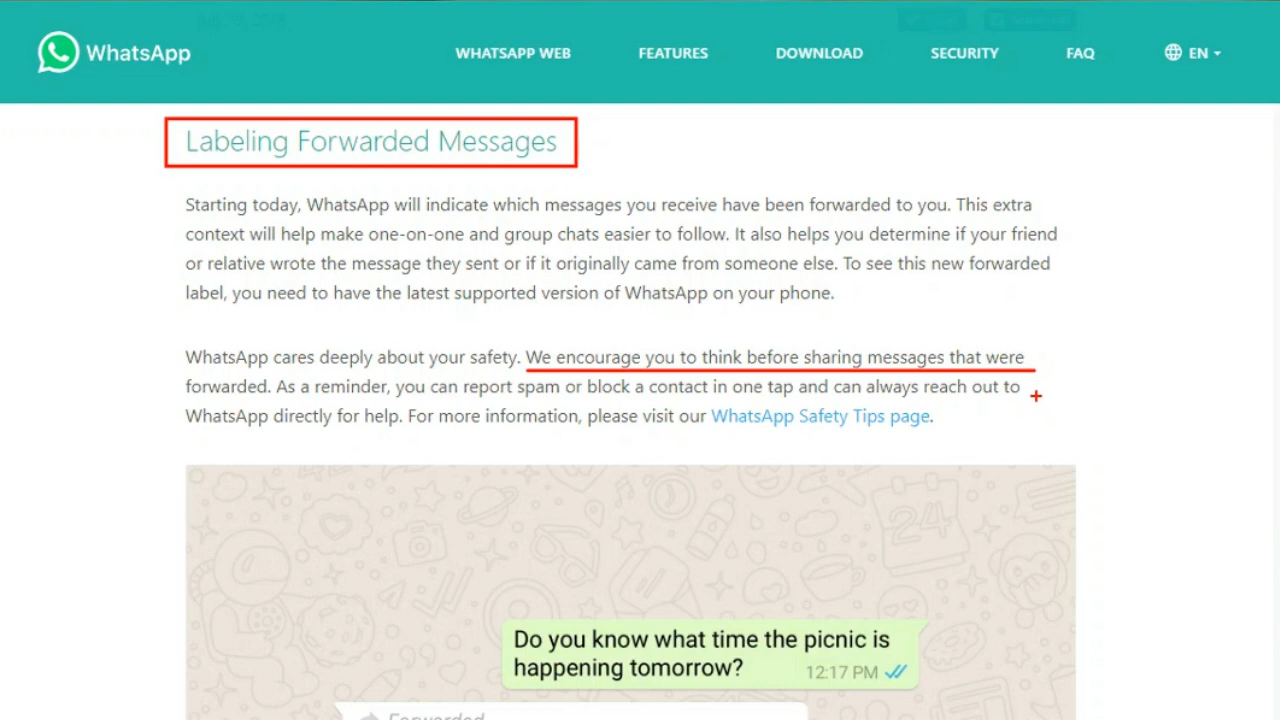 WhatsApp
WHATSAPP WEB
FEATURES
DOWNLOAD
SECURITY
FAQ
EN
Labeling Forwarded Messages
Starting today, WhatsApp will indicate which messages you receive have been forwarded to you. This extra
context will help make one-on-one and group chats easier to follow. It also helps you determine if your friend
or relative wrote the message they sent or if it originally came from someone else. To see this new forwarded
label, you need to have the latest supported version of WhatsApp on your phone.
WhatsApp cares deeply about your safety. We encourage you to think before sharing messages that were
forwarded. As a reminder, you can report spam or block a contact in one tap and can always reach out to
WhatsApp directly for help. For more information, please visit our WhatsApp Safety Tips page.
24
Do you know what time the picnic is
happening tomorrow?
12:17 PM
Forwarded